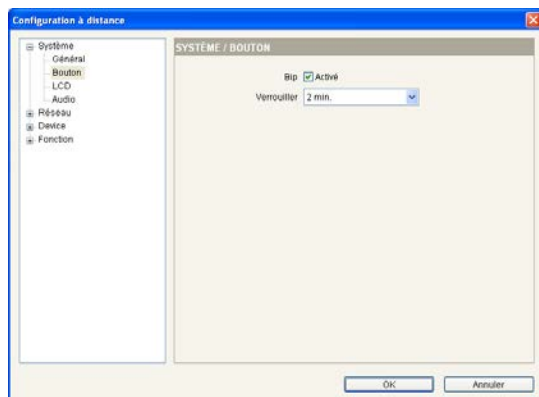 Configuration à distance
Système
Général
Bouton
LCD
Audio
Réseau
Device
Fonction
SYSTÈME / BOUTON
Bip Activé
Verrouiller 2 min.
OK Annuler